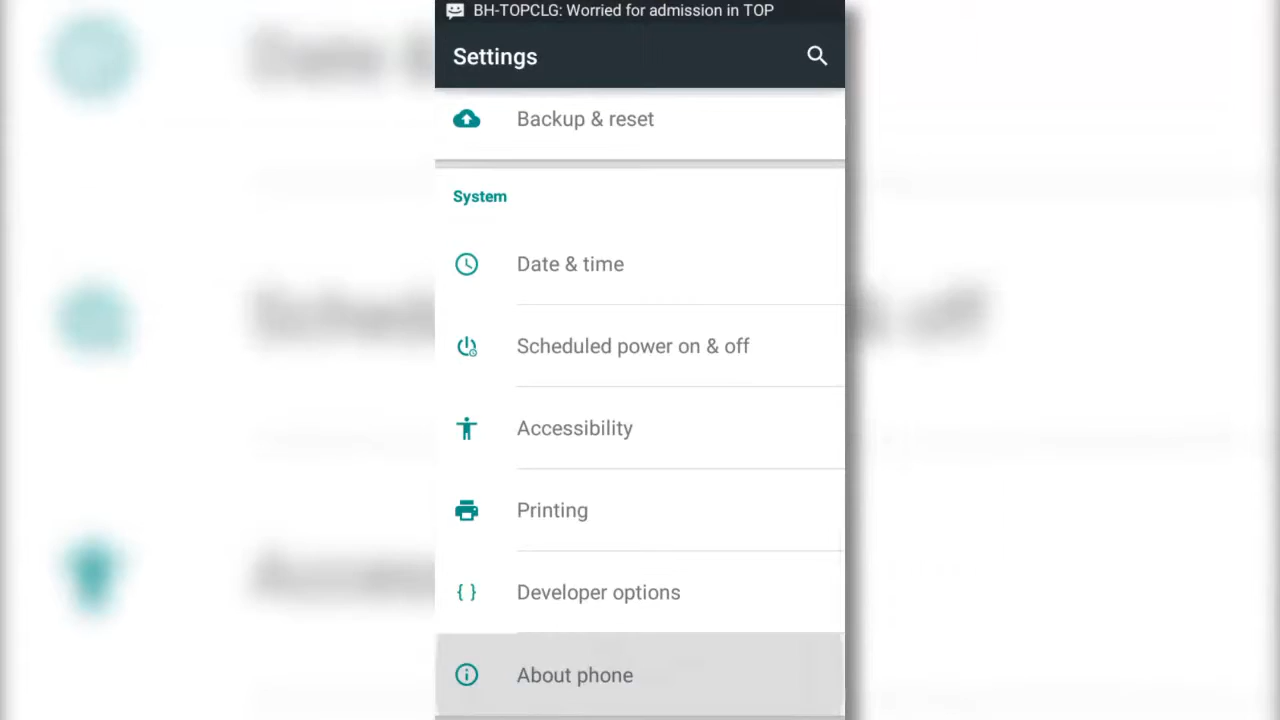 BH-TOPCLG: Worried for admission in TOP
Settings
Backup & reset
System
Date & time
Scheduled power on & off
Accessibility
Printing
{ } Developer options
About phone